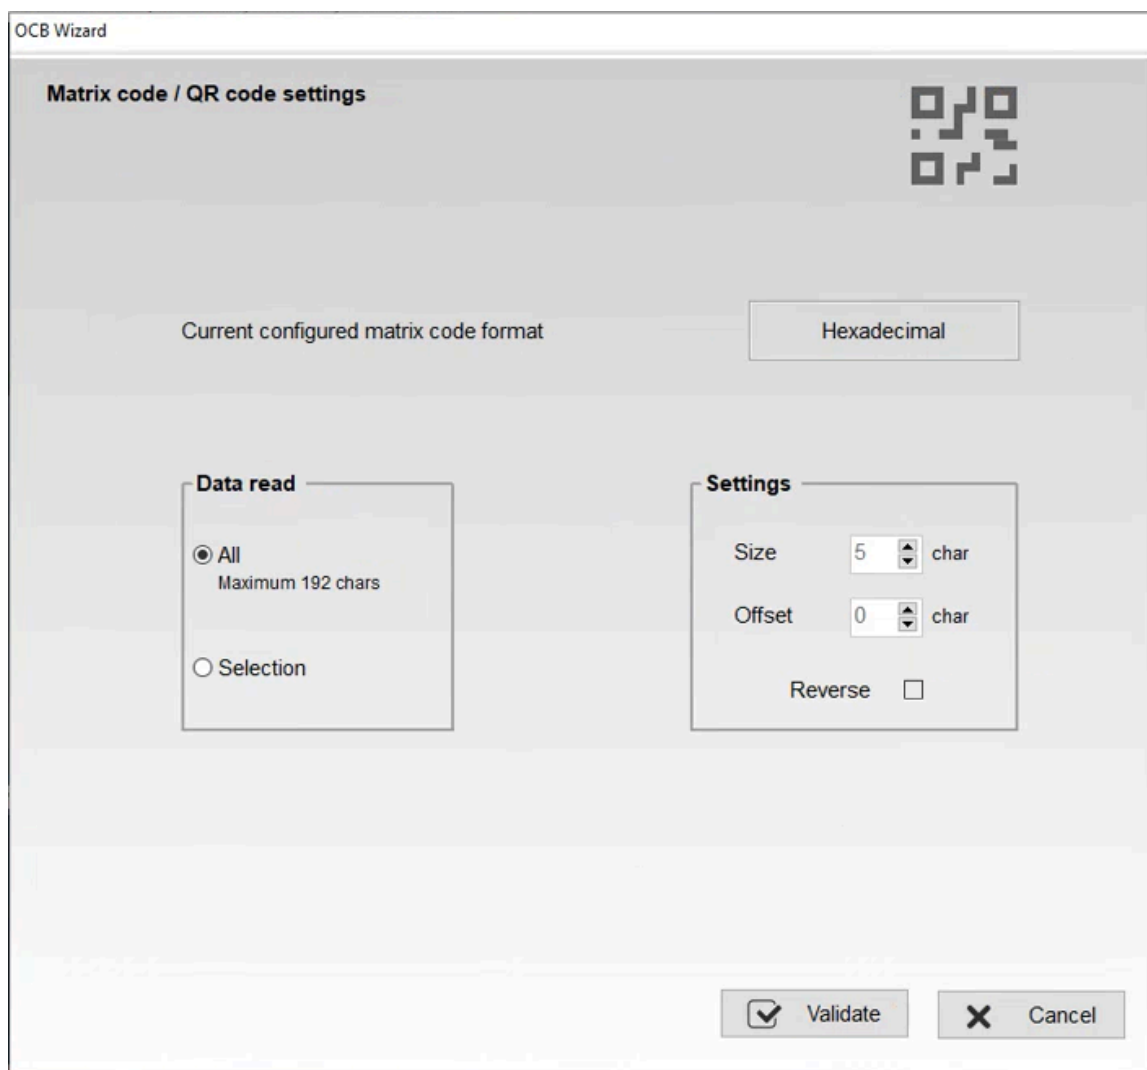 OCB Wizard
Matrix code / QR code settings
Current configured matrix code format
Hexadecimal
Data read
All
Maximum 192 chars
Selection
Settings
Size 5 char
Offset 0 char
Reverse
Validate
Cancel